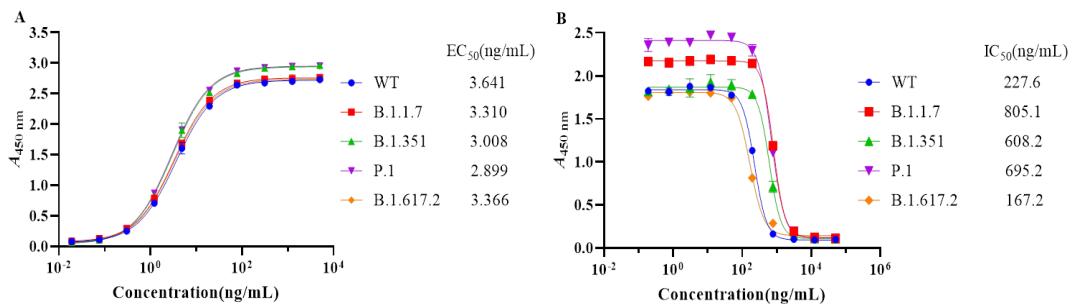 A
EC50(ng/mL)
WT 3.641
B.1.1.7 3.310
B.1.351 3.008
P.1 2.899
B.1.617.2 3.366
A450 nm
3.5
3.0
2.5
2.0
1.5
1.0
0.5
0.0
10-2 100 102 104
Concentration(ng/mL)
B
IC50(ng/mL)
WT 227.6
B.1.1.7 805.1
B.1.351 608.2
P.1 695.2
B.1.617.2 167.2
A450 nm
2.5
2.0
1.5
1.0
0.5
0.0
10-2 100 102 104 106
Concentration(ng/mL)